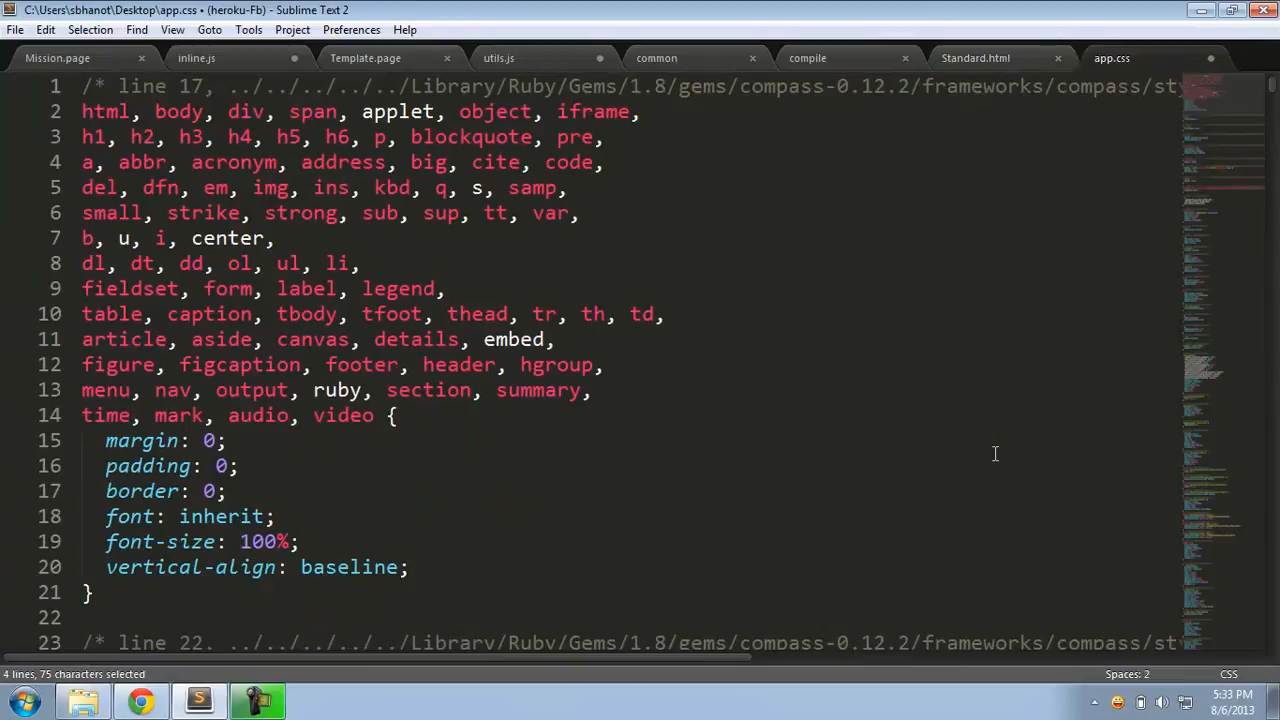 C:\Users\sbhanot\Desktop\app.css • (heroku-Fb) - Sublime Text 2
File Edit Selection Find View Goto Tools Project Preferences Help
Mission.page inline.js Template.page utils.js common compile Standard.html app.css
1 /* line 17, ../../../../../Library/Ruby/Gems/1.8/gems/compass-0.12.2/frameworks/compass/sty
2 html, body, div, span, applet, object, iframe,
3 h1, h2, h3, h4, h5, h6, p, blockquote, pre,
4 a, abbr, acronym, address, big, cite, code,
5 del, dfn, em, img, ins, kbd, q, s, samp,
6 small, strike, strong, sub, sup, tt, var,
7 b, u, i, center,
8 dl, dt, dd, ol, ul, li,
9 fieldset, form, label, legend,
10 table, caption, tbody, tfoot, thead, tr, th, td,
11 article, aside, canvas, details, embed,
12 figure, figcaption, footer, header, hgroup,
13 menu, nav, output, ruby, section, summary,
14 time, mark, audio, video {
15 margin: 0;
16 padding: 0;
17 border: 0;
18 font: inherit;
19 font-size: 100%;
20 vertical-align: baseline;
21 }
22
23 /* line 22, ../../../../../Library/Ruby/Gems/1.8/gems/compass-0.12.2/frameworks/compass/sty
4 lines, 75 characters selected Spaces: 2 CSS
5:33 PM
8/6/2013